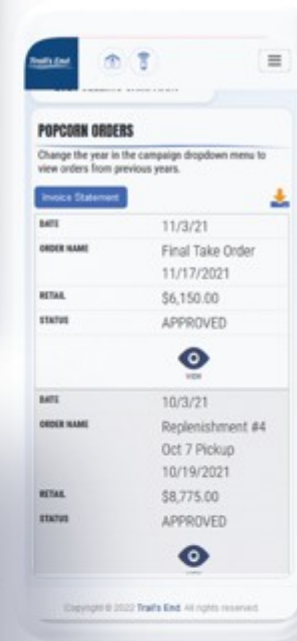 Trail's End
POPCORN ORDERS
Change the year in the campaign dropdown menu to
view orders from previous years.
Invoice Statement
DATE 11/3/21
ORDER NAME Final Take Order
11/17/2021
RETAIL $6,150.00
STATUS APPROVED
VIEW
DATE 10/3/21
ORDER NAME Replenishment #4
Oct 7 Pickup
10/19/2021
RETAIL $8,775.00
STATUS APPROVED
Copyright © 2022 Trail's End. All rights reserved.